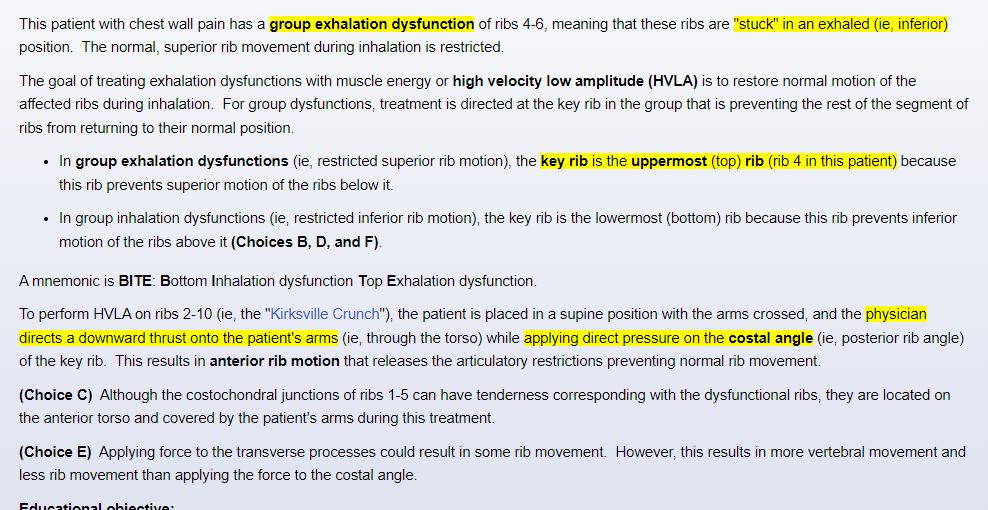 This patient with chest wall pain has a group exhalation dysfunction of ribs 4-6, meaning that these ribs are "stuck" in an exhaled (ie, inferior)
position. The normal, superior rib movement during inhalation is restricted.
The goal of treating exhalation dysfunctions with muscle energy or high velocity low amplitude (HVLA) is to restore normal motion of the
affected ribs during inhalation. For group dysfunctions, treatment is directed at the key rib in the group that is preventing the rest of the segment of
ribs from returning to their normal position.
• In group exhalation dysfunctions (ie, restricted superior rib motion), the key rib is the uppermost (top) rib (rib 4 in this patient) because
this rib prevents superior motion of the ribs below it.
• In group inhalation dysfunctions (ie, restricted inferior rib motion), the key rib is the lowermost (bottom) rib because this rib prevents inferior
motion of the ribs above it (Choices B, D, and F).
A mnemonic is BITE: Bottom Inhalation dysfunction Top Exhalation dysfunction.
To perform HVLA on ribs 2-10 (ie, the "Kirksville Crunch"), the patient is placed in a supine position with the arms crossed, and the physician
directs a downward thrust onto the patient's arms (ie, through the torso) while applying direct pressure on the costal angle (ie, posterior rib angle)
of the key rib. This results in anterior rib motion that releases the articulatory restrictions preventing normal rib movement.
(Choice C) Although the costochondral junctions of ribs 1-5 can have tenderness corresponding with the dysfunctional ribs, they are located on
the anterior torso and covered by the patient's arms during this treatment.
(Choice E) Applying force to the transverse processes could result in some rib movement. However, this results in more vertebral movement and
less rib movement than applying the force to the costal angle.
Educational objective: